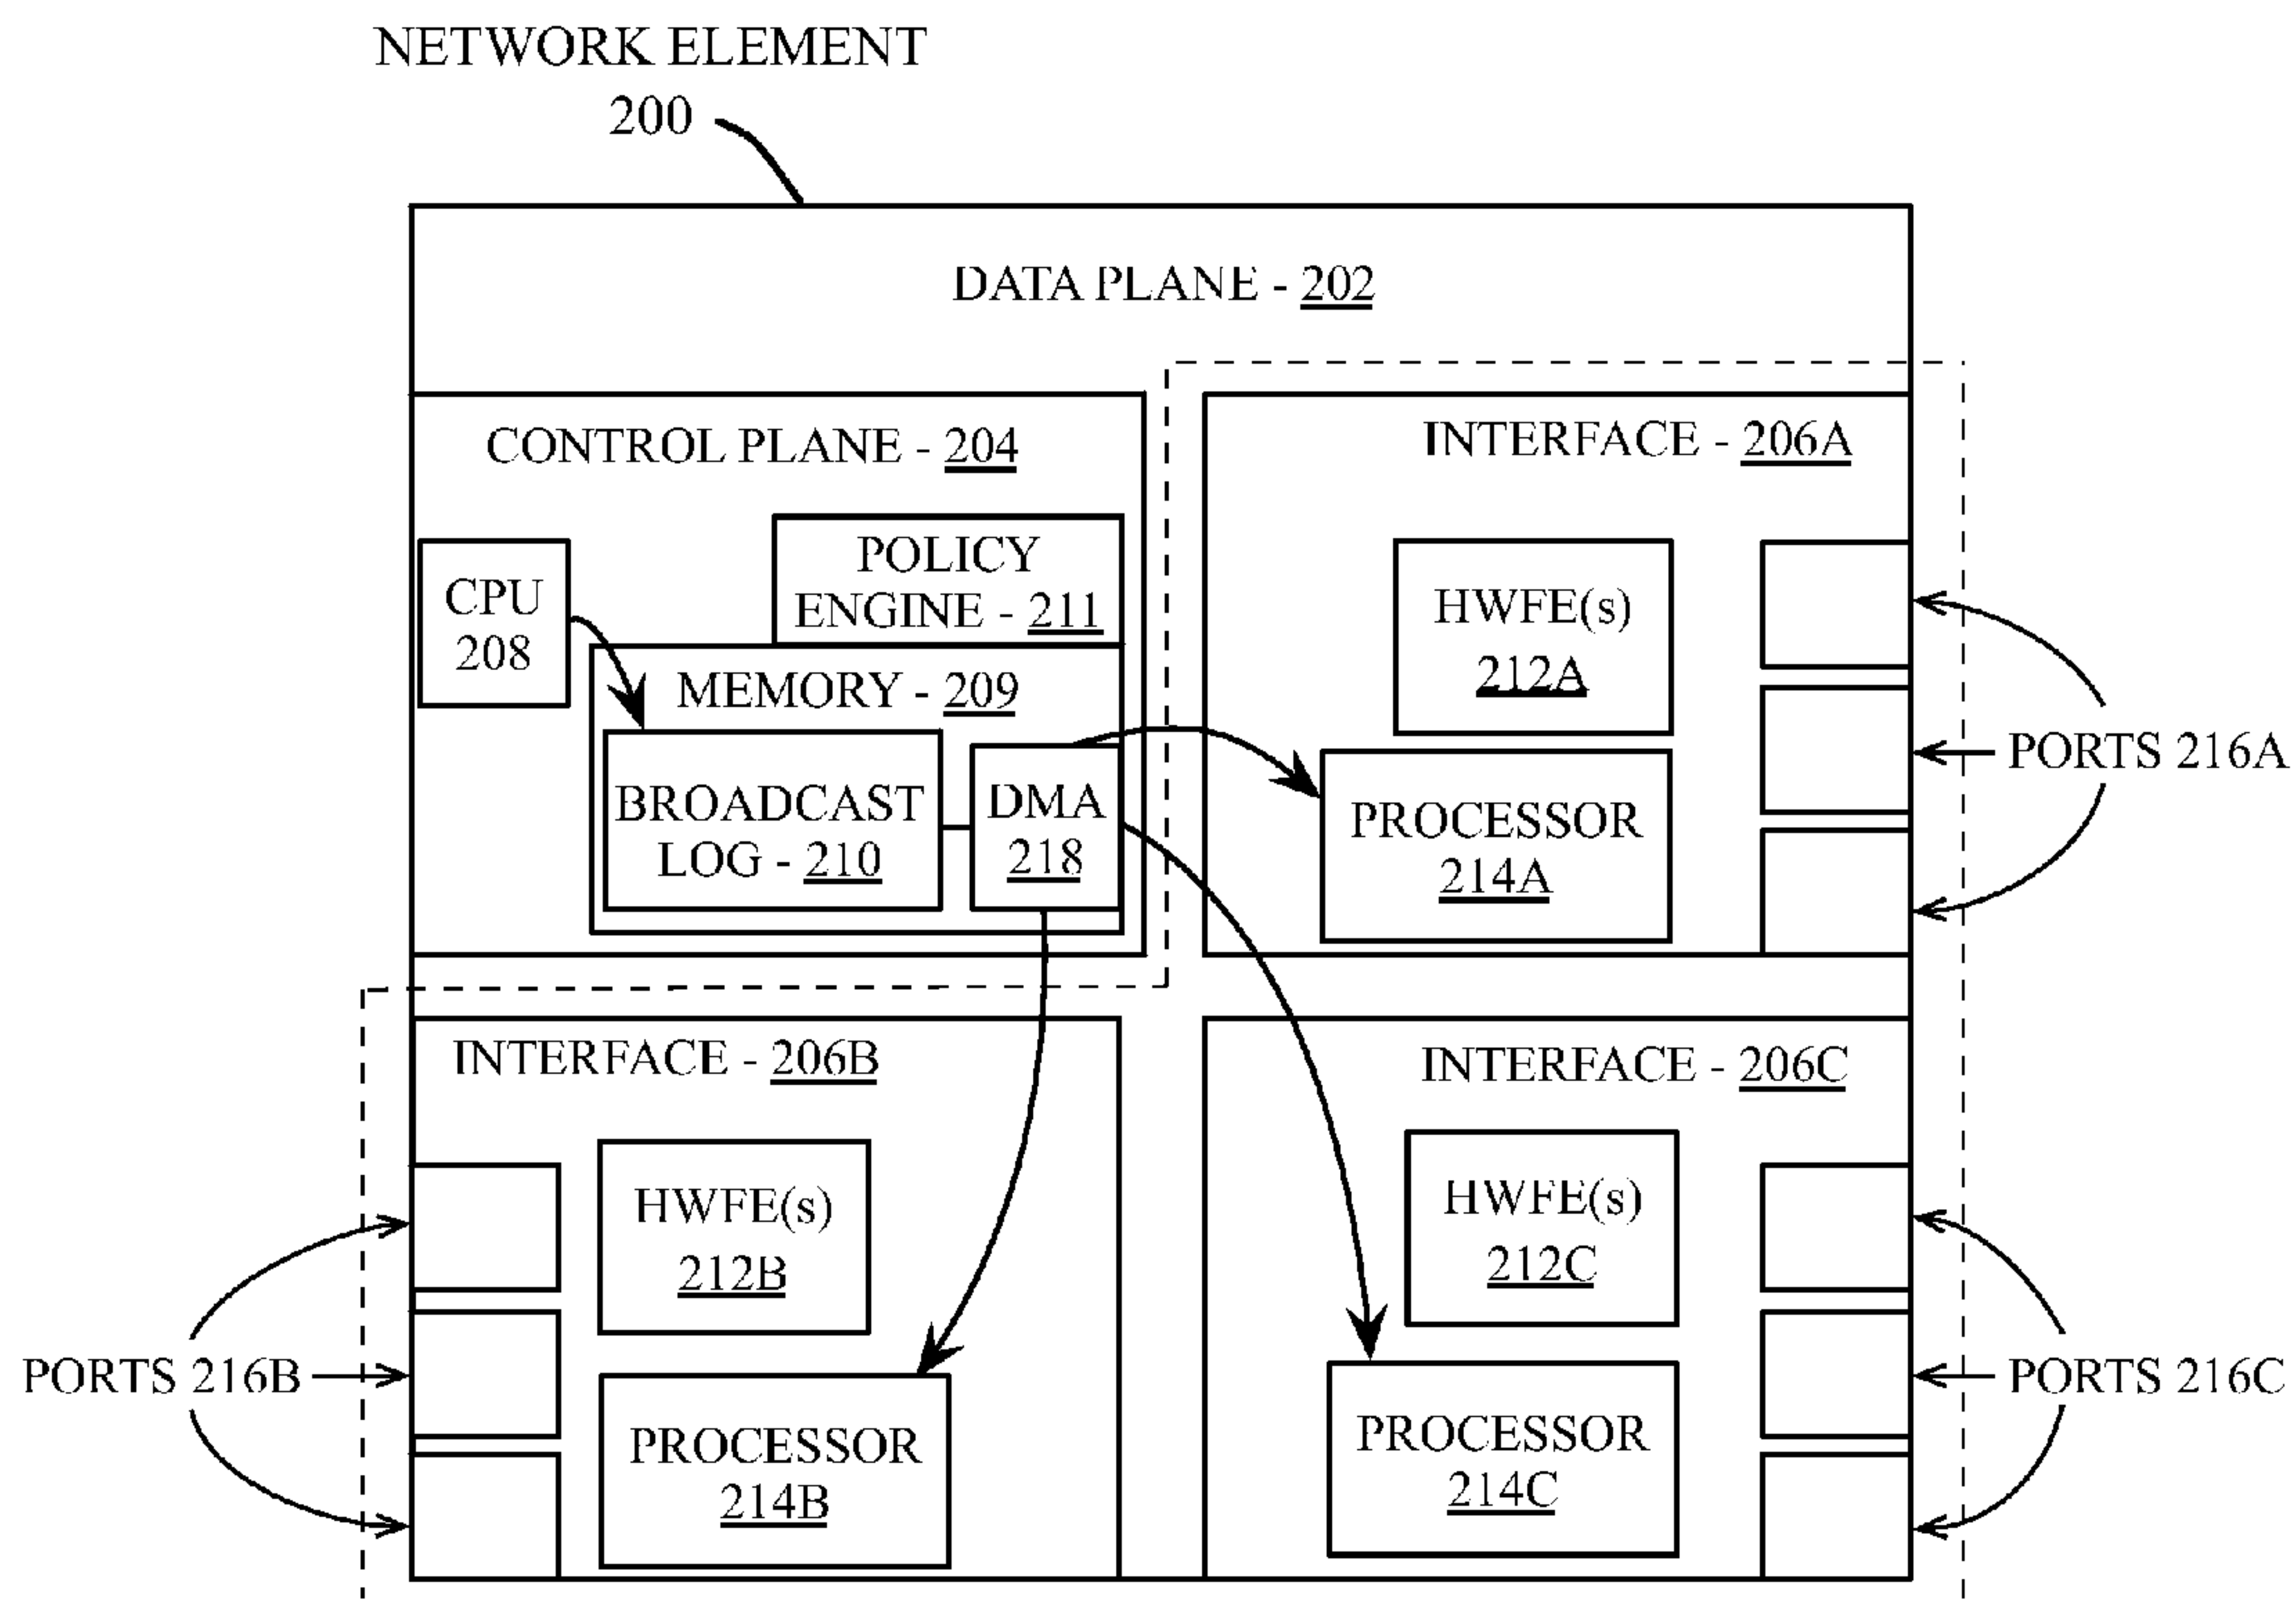 NETWORK ELEMENT
200
DATA PLANE - 202
CONTROL PLANE - 204
CPU
208
POLICY
ENGINE - 211
MEMORY - 209
BROADCAST
LOG - 210
DMA
218
INTERFACE - 206A
HWFE(s)
212A
PROCESSOR
214A
PORTS 216A
INTERFACE - 206B
HWFE(s)
212B
PROCESSOR
214B
PORTS 216B
INTERFACE - 206C
HWFE(s)
212C
PROCESSOR
214C
PORTS 216C